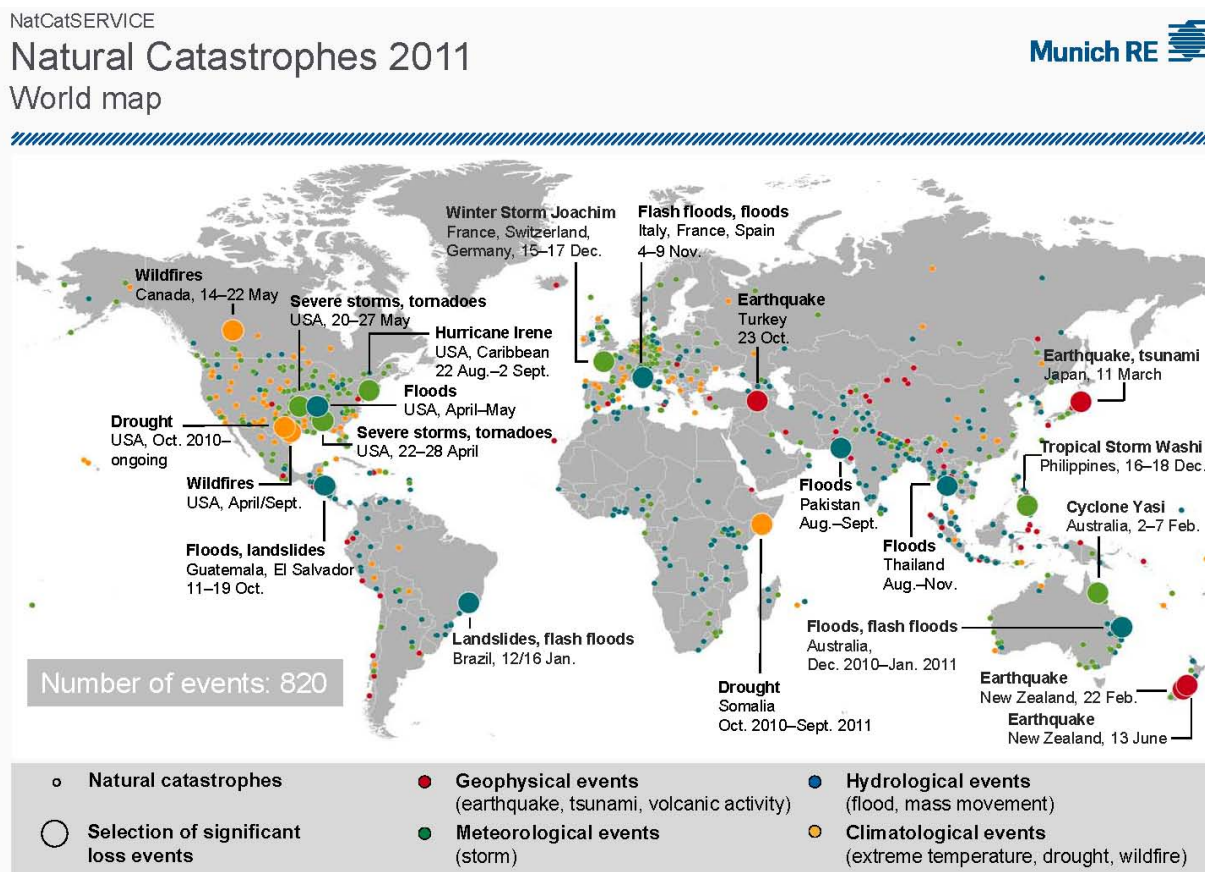 NatCatSERVICE
Natural Catastrophes 2011
World map
Munich RE
Winter Storm Joachim
France, Switzerland,
Germany, 15–17 Dec.
Flash floods, floods
Italy, France, Spain
4–9 Nov.
Wildfires
Canada, 14–22 May
Severe storms, tornadoes
USA, 20–27 May
Earthquake
Turkey
23 Oct.
Hurricane Irene
USA, Caribbean
22 Aug.–2 Sept.
Earthquake, tsunami
Japan, 11 March
Floods
USA, April–May
Drought
USA, Oct. 2010–
ongoing
Severe storms, tornadoes
USA, 22–28 April
Tropical Storm Washi
Philippines, 16–18 Dec.
Wildfires
USA, April/Sept.
Floods
Pakistan
Aug.–Sept.
Cyclone Yasi
Australia, 2–7 Feb.
Floods, landslides
Guatemala, El Salvador
11–19 Oct.
Floods
Thailand
Aug.–Nov.
Landslides, flash floods
Brazil, 12/16 Jan.
Floods, flash floods
Australia,
Dec. 2010–Jan. 2011
Number of events: 820
Drought
Somalia
Oct. 2010–Sept. 2011
Earthquake
New Zealand, 22 Feb.
Earthquake
New Zealand, 13 June
Natural catastrophes
Selection of significant
loss events
Geophysical events
(earthquake, tsunami, volcanic activity)
Meteorological events
(storm)
Hydrological events
(flood, mass movement)
Climatological events
(extreme temperature, drought, wildfire)